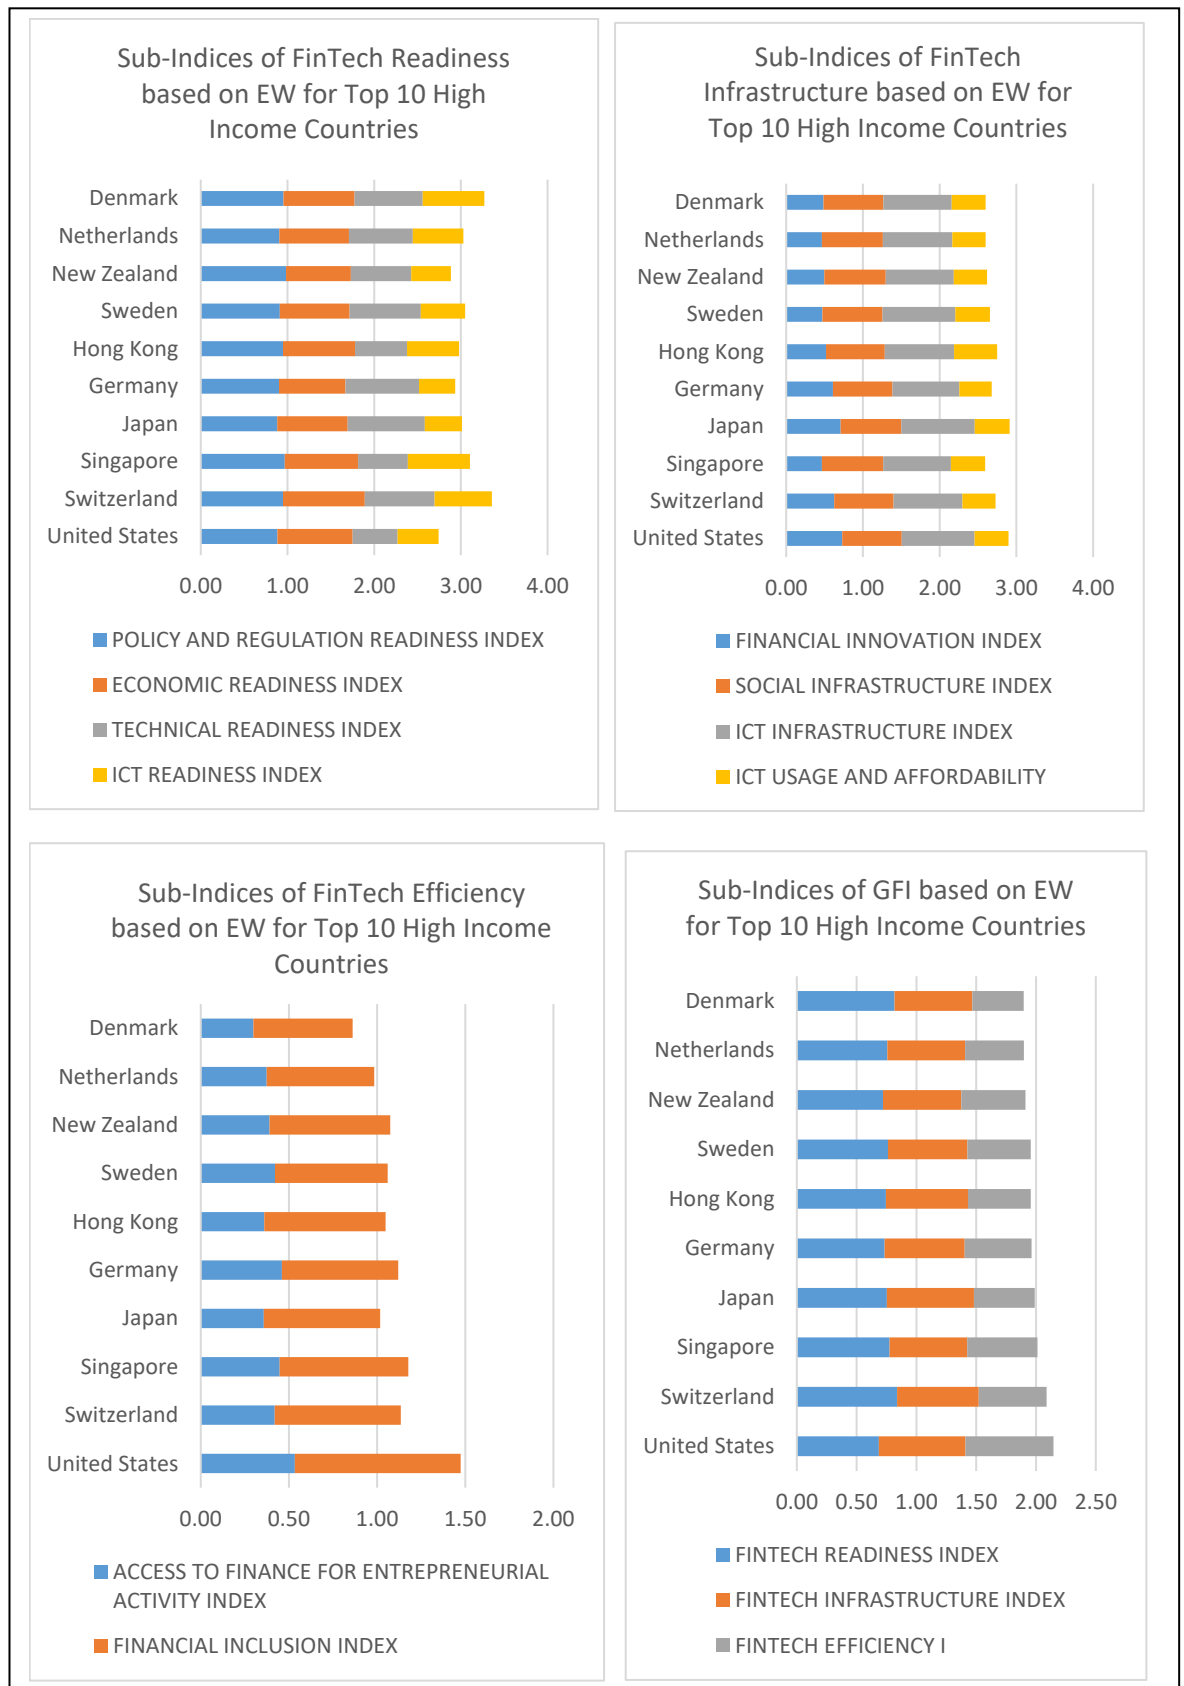 Sub-Indices of FinTech Readiness
based on EW for Top 10 High
Income Countries
Denmark
Netherlands
New Zealand
Sweden
Hong Kong
Germany
Japan
Singapore
Switzerland
United States
0.00 1.00 2.00 3.00 4.00
POLICY AND REGULATION READINESS INDEX
ECONOMIC READINESS INDEX
TECHNICAL READINESS INDEX
ICT READINESS INDEX
Sub-Indices of FinTech
Infrastructure based on EW for
Top 10 High Income Countries
Denmark
Netherlands
New Zealand
Sweden
Hong Kong
Germany
Japan
Singapore
Switzerland
United States
0.00 1.00 2.00 3.00 4.00
FINANCIAL INNOVATION INDEX
SOCIAL INFRASTRUCTURE INDEX
ICT INFRASTRUCTURE INDEX
ICT USAGE AND AFFORDABILITY
Sub-Indices of FinTech Efficiency
based on EW for Top 10 High Income
Countries
Denmark
Netherlands
New Zealand
Sweden
Hong Kong
Germany
Japan
Singapore
Switzerland
United States
0.00 0.50 1.00 1.50 2.00
ACCESS TO FINANCE FOR ENTREPRENEURIAL
ACTIVITY INDEX
FINANCIAL INCLUSION INDEX
Sub-Indices of GFI based on EW
for Top 10 High Income Countries
Denmark
Netherlands
New Zealand
Sweden
Hong Kong
Germany
Japan
Singapore
Switzerland
United States
0.00 0.50 1.00 1.50 2.00 2.50
FINTECH READINESS INDEX
FINTECH INFRASTRUCTURE INDEX
FINTECH EFFICIENCY I